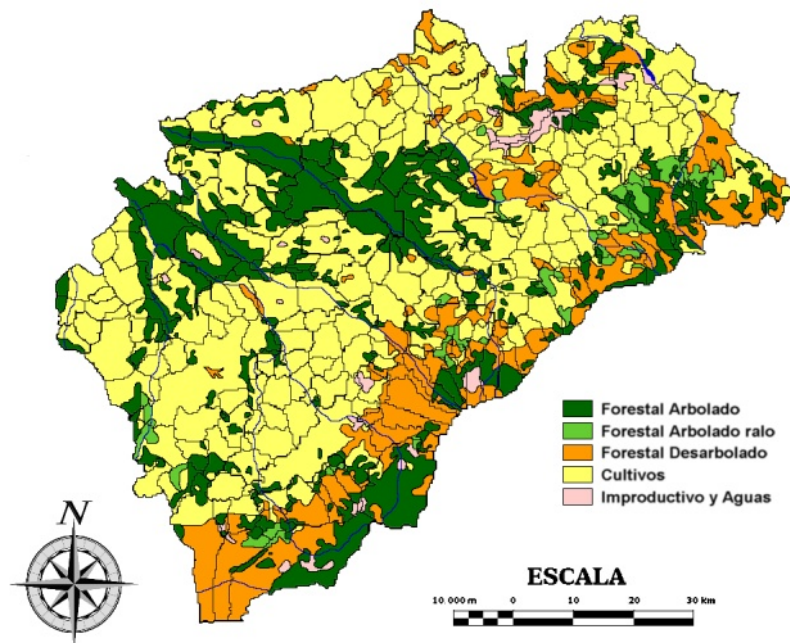 Forestal Arbolado
Forestal Arbolado ralo
Forestal Desarbolado
Cultivos
Improductivo y Aguas
N
ESCALA
10.000 m 0 10 20 30 km